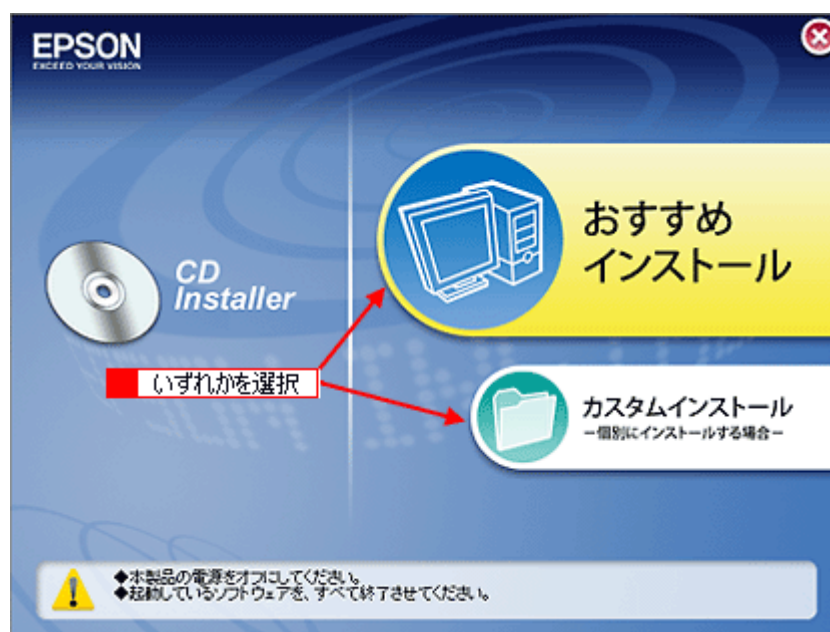 EPSON
EXCEED YOUR VISION
おすすめ
インストール
CD
Installer
いずれかを選択
カスタムインストール
－個別にインストールする場合－
◆本製品の電源をオフにしてください。
◆起動しているソフトウェアを、すべて終了させてください。